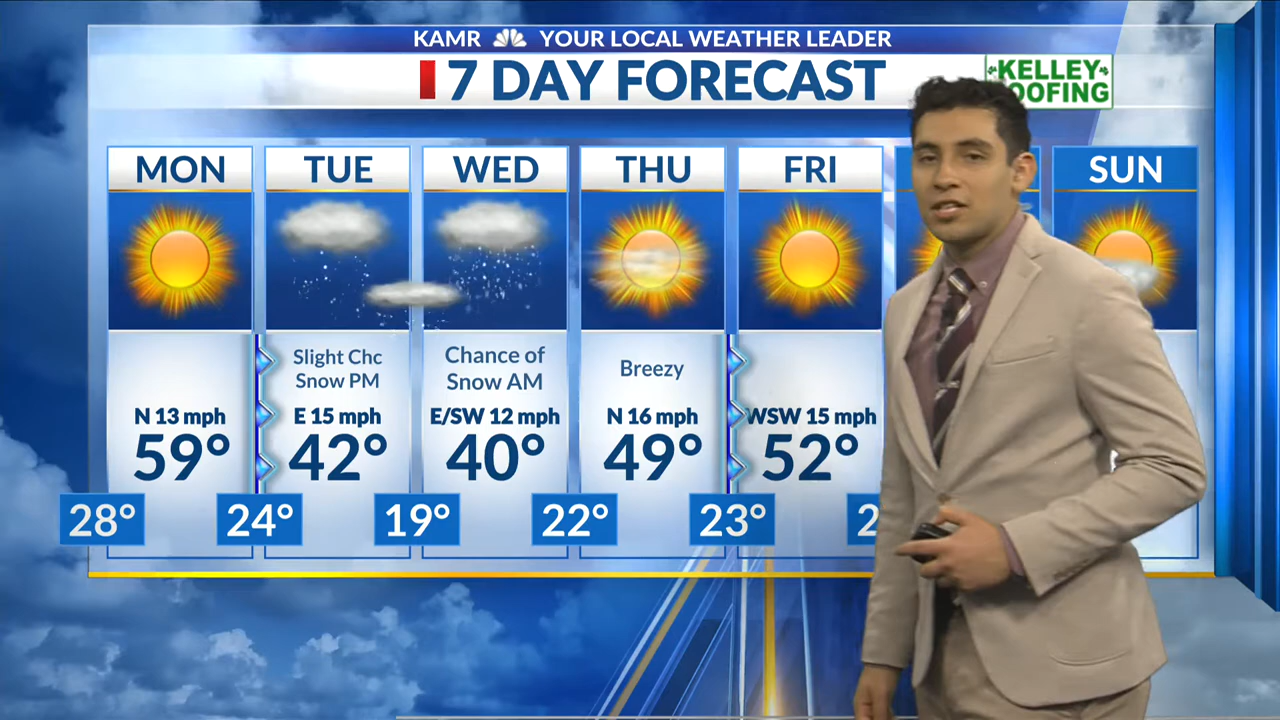 KAMR YOUR LOCAL WEATHER LEADER
7 DAY FORECAST
KELLEY
MON
TUE
WED
THU
FRI
SUN
Slight Chc
Snow PM
Chance of
Snow AM
Breezy
N 13 mph
E 15 mph
E/SW 12 mph
N 16 mph
WSW 15 mph
59°
42°
40°
49°
52°
28°
24°
19°
22°
23°